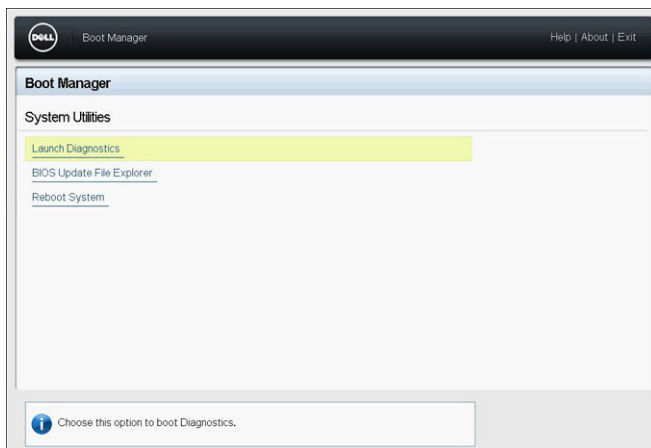 DELL Boot Manager Help | About | Exit
Boot Manager
System Utilities
Launch Diagnostics
BIOS Update File Explorer
Reboot System
Choose this option to boot Diagnostics.